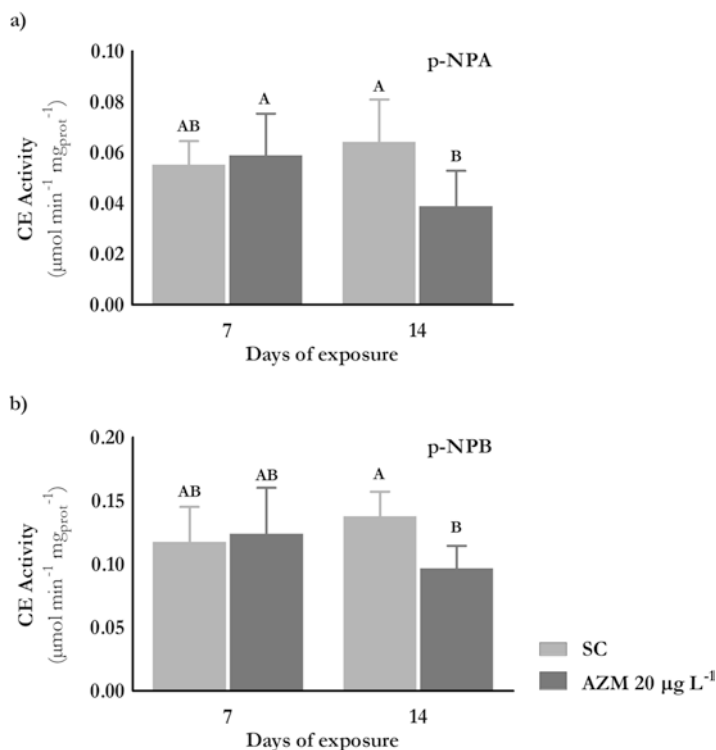 a)
p-NPA
0.10
0.08
0.06
0.04
0.02
0.00
CE Activity
(µmol min⁻¹ mgprot⁻¹)
AB
A
A
B
7
14
Days of exposure
b)
p-NPB
0.20
0.15
0.10
0.05
0.00
CE Activity
(µmol min⁻¹ mgprot⁻¹)
AB
AB
A
B
7
14
Days of exposure
SC
AZM 20 µg L⁻¹